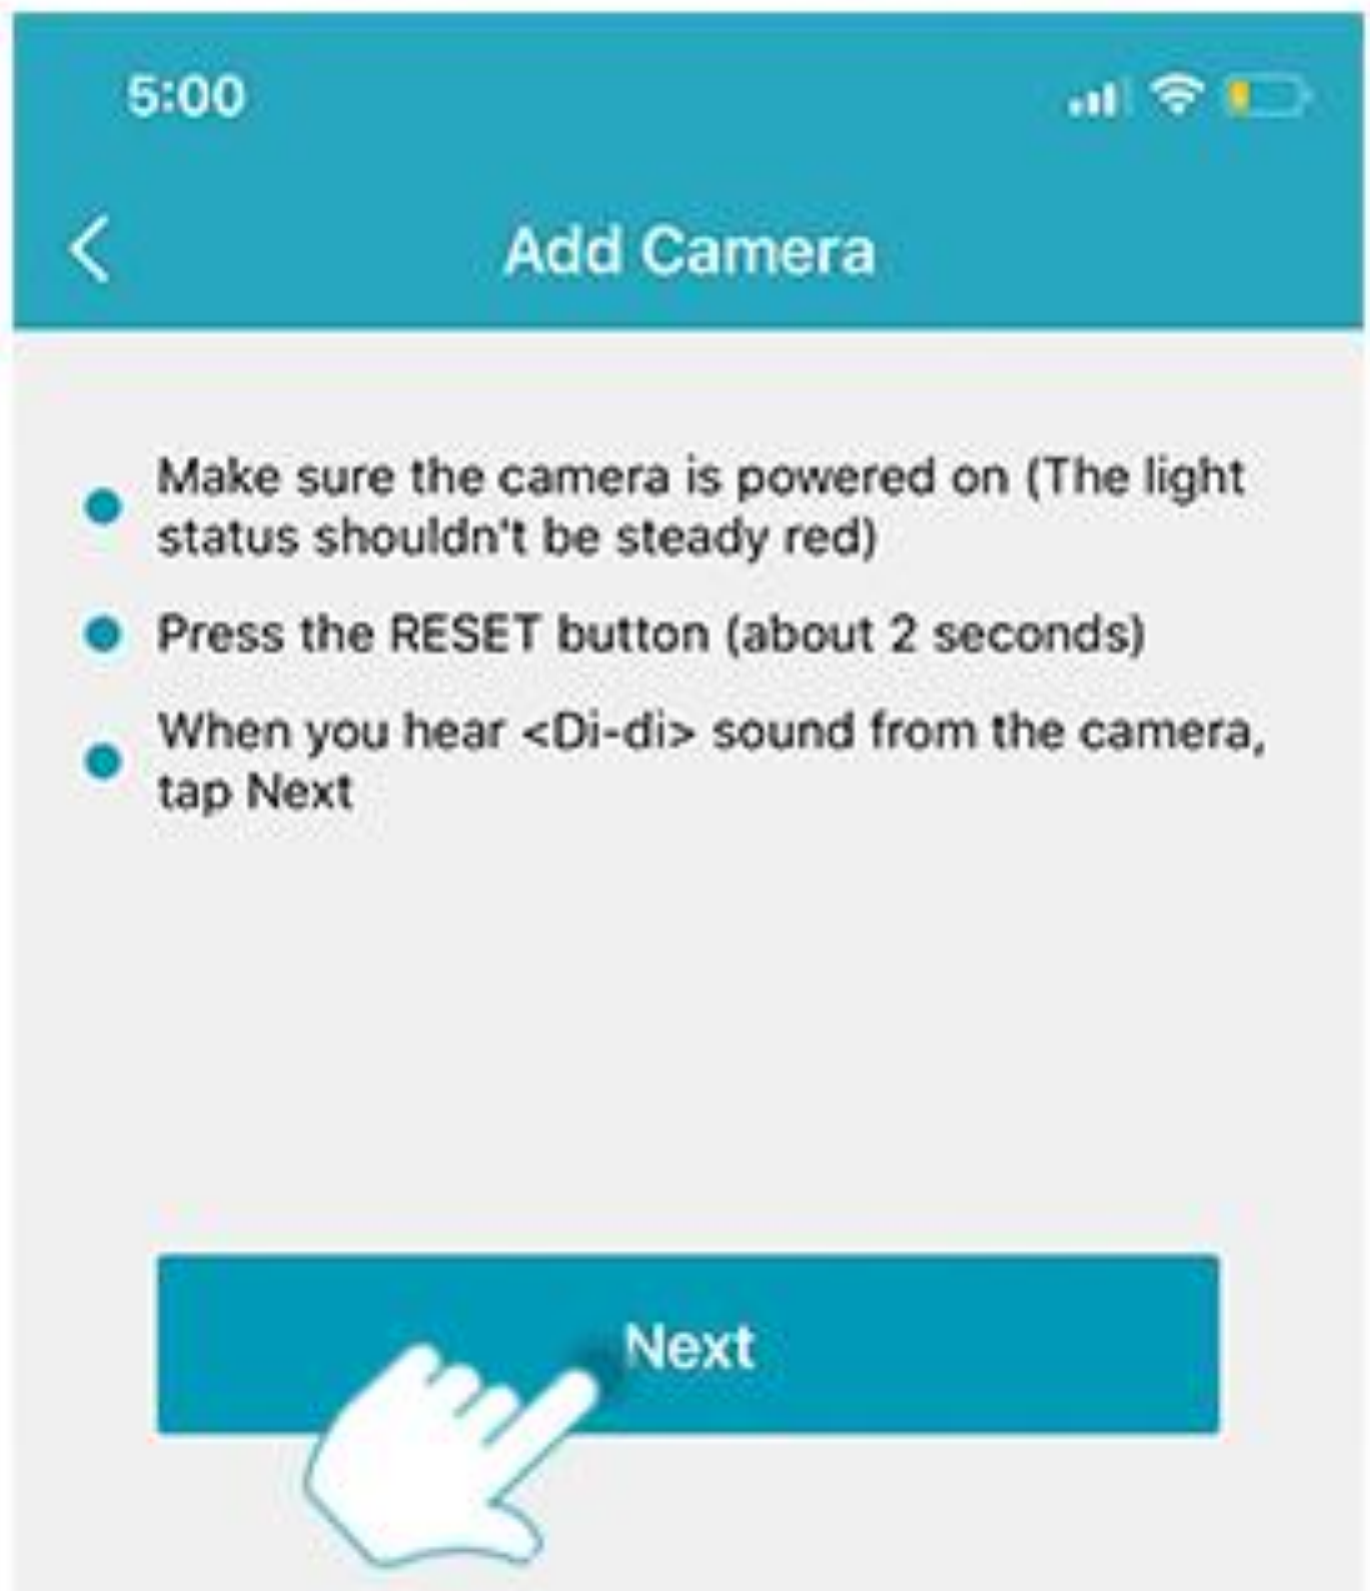 5:00
Add Camera
Make sure the camera is powered on (The light
status shouldn't be steady red)
Press the RESET button (about 2 seconds)
When you hear <Di-di> sound from the camera,
tap Next
Next